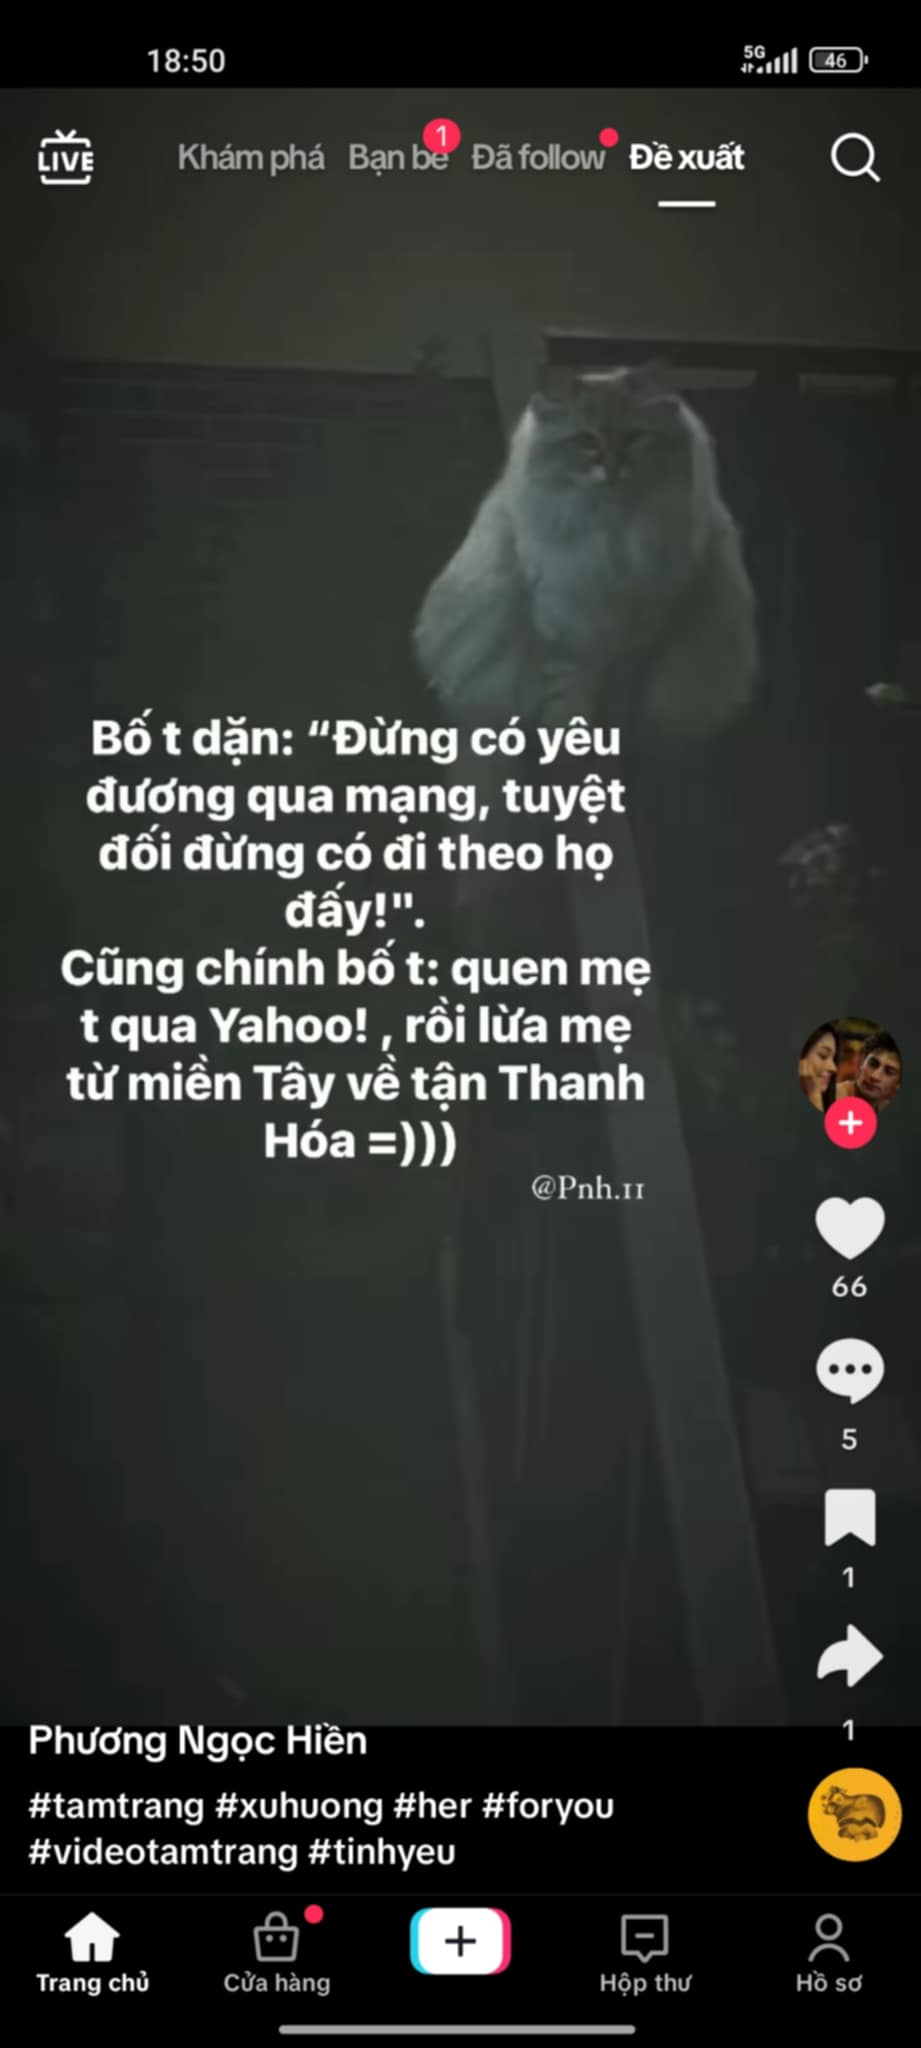 18:50
5G
46
LIVE
Khám phá
Bạn bè
1
Đã follow
Đề xuất
Bố t dặn: “Đừng có yêu
đương qua mạng, tuyệt
đối đừng có đi theo họ
đấy!".
Cũng chính bố t: quen mẹ
t qua Yahoo! , rồi lừa mẹ
từ miền Tây về tận Thanh
Hóa =)))
@Pnh.11
66
5
1
1
Phương Ngọc Hiền
#tamtrang #xuhuong #her #foryou
#videotamtrang #tinhyeu
Trang chủ
Cửa hàng
Hộp thư
Hồ sơ